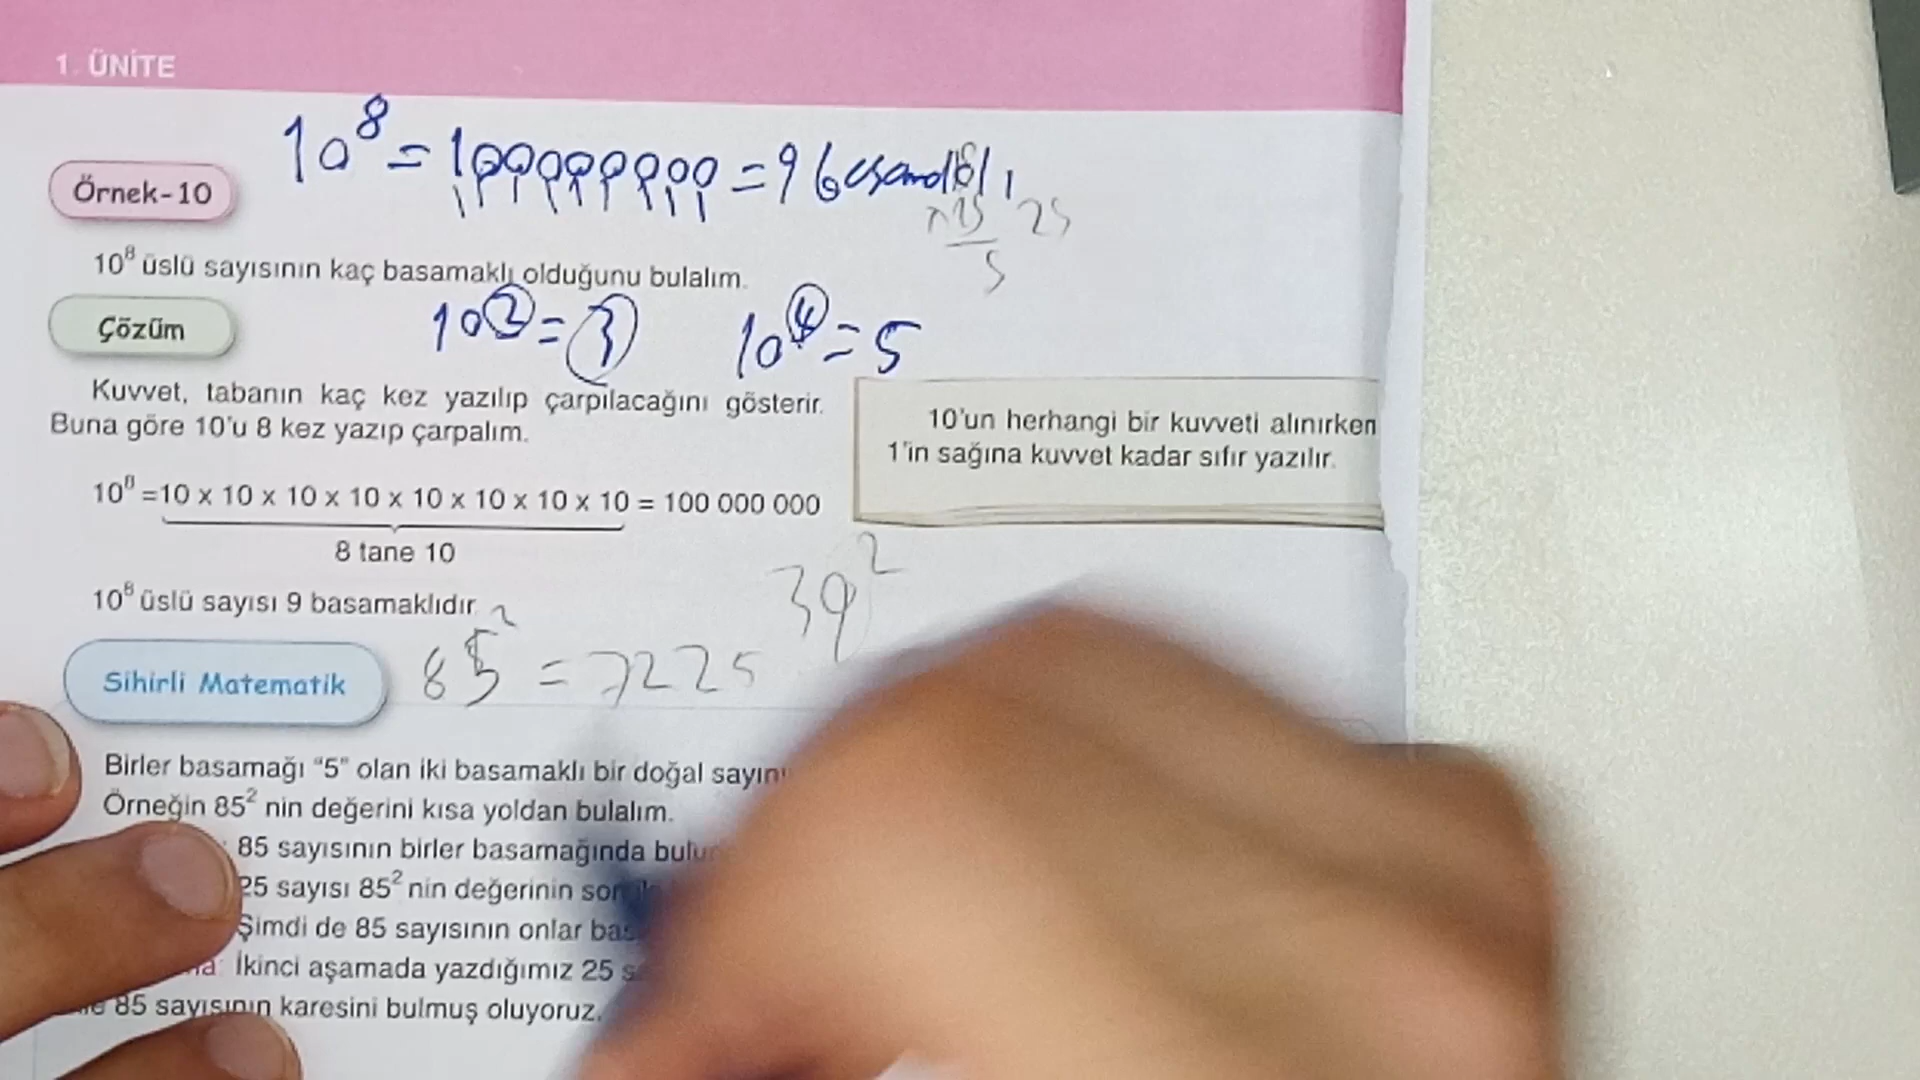 1. ÜNİTE
10⁸ = 100000000 = 9 basamaklı
Örnek-10
25
5
10⁸ üslü sayısının kaç basamaklı olduğunu bulalım.
Çözüm
10² = 3
10⁴ = 5
Kuvvet, tabanın kaç kez yazılıp çarpılacağını gösterir.
Buna göre 10'u 8 kez yazıp çarpalım.
10'un herhangi bir kuvveti alınırken
1'in sağına kuvvet kadar sıfır yazılır.
10⁸ =10 x 10 x 10 x 10 x 10 x 10 x 10 x 10 = 100 000 000
8 tane 10
10⁸ üslü sayısı 9 basamaklıdır.
85² = 7225
39²
Sihirli Matematik
Birler basamağı "5" olan iki basamaklı bir doğal
Örneğin 85² nin değerini kısa yoldan bulalım.
85 sayısının birler basamağında
25 sayısı 85² nin değerinin
Şimdi de 85 sayısının onlar
İkinci aşamada yazdığımız 25
85 sayısının karesini bulmuş oluyoruz.